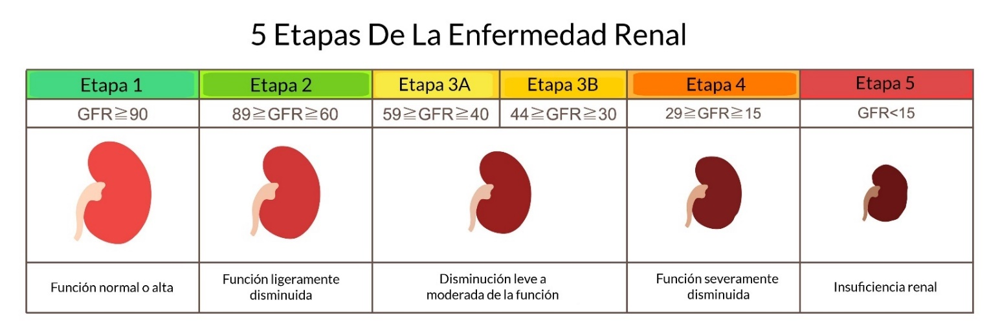 5 Etapas De La Enfermedad Renal
Etapa 1
Etapa 2
Etapa 3A
Etapa 3B
Etapa 4
Etapa 5
GFR≧90
89≧GFR≧60
59≧GFR≧40
44≧GFR≧30
29≧GFR≧15
GFR<15
Función normal o alta
Función ligeramente
disminuida
Disminución leve a
moderada de la función
Función severamente
disminuida
Insuficiencia renal